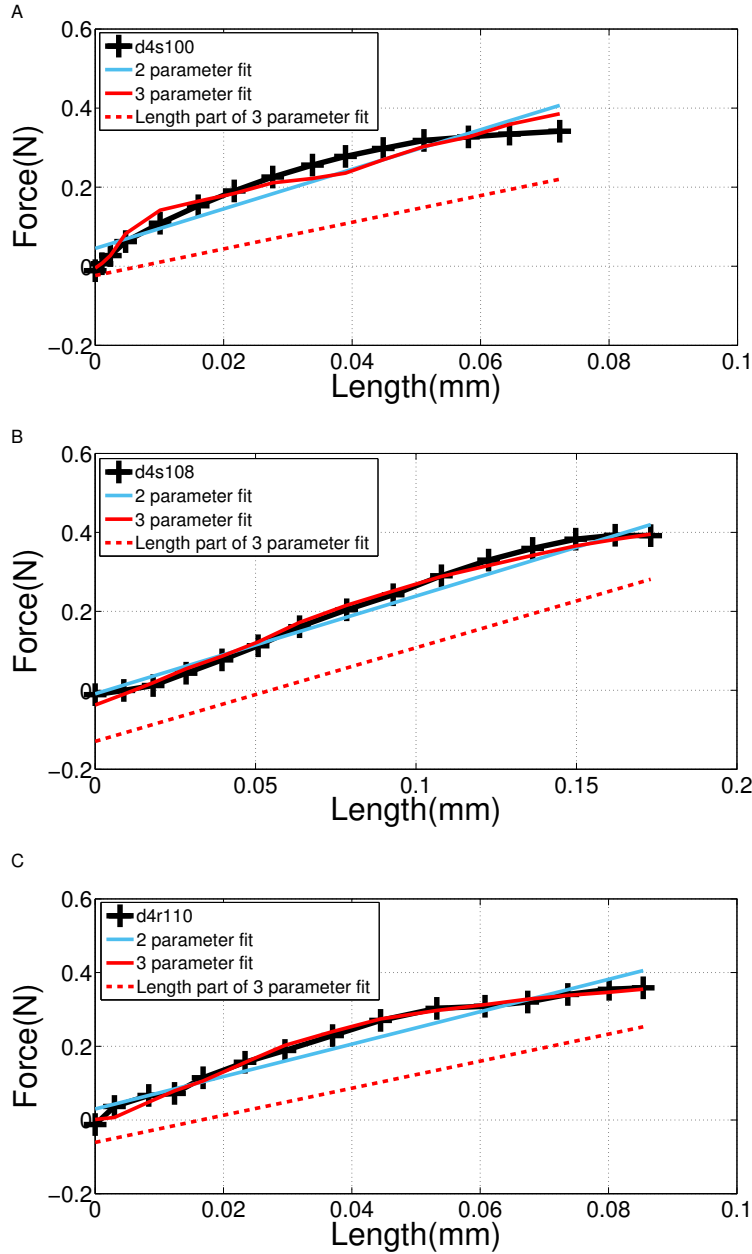 A
0.6
d4s100
2 parameter fit
3 parameter fit
Length part of 3 parameter fit
0.4
0.2
0
−0.2
Force(N)
0 0.02 0.04 0.06 0.08 0.1
Length(mm)
B
0.6
d4s108
2 parameter fit
3 parameter fit
Length part of 3 parameter fit
0.4
0.2
0
−0.2
Force(N)
0 0.05 0.1 0.15 0.2
Length(mm)
C
0.6
d4r110
2 parameter fit
3 parameter fit
Length part of 3 parameter fit
0.4
0.2
0
−0.2
Force(N)
0 0.02 0.04 0.06 0.08 0.1
Length(mm)